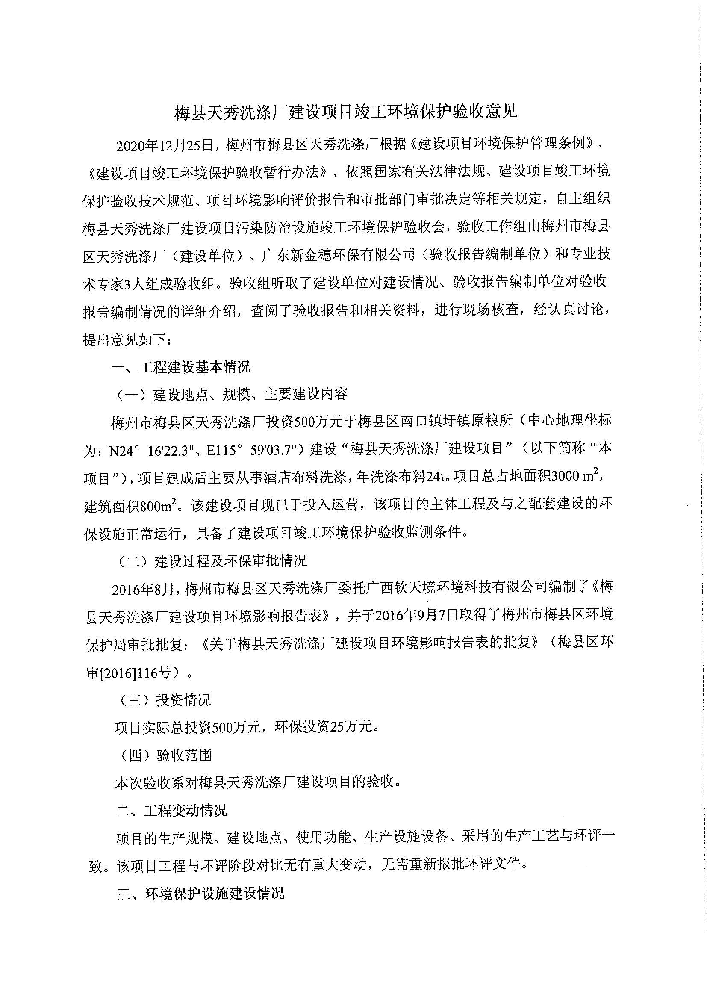 梅县天秀洗涤厂建设项目竣工环境保护验收意见
2020年12月25日，梅州市梅县区天秀洗涤厂根据《建设项目环境保护管理条例》、
《建设项目竣工环境保护验收暂行办法》，依照国家有关法律法规、建设项目竣工环境
保护验收技术规范、项目环境影响评价报告和审批部门审批决定等相关规定，自主组织
梅县天秀洗涤厂建设项目污染防治设施竣工环境保护验收会，验收工作组由梅州市梅县
区天秀洗涤厂（建设单位）、广东新金穗环保有限公司（验收报告编制单位）和专业技
术专家3人组成验收组。验收组听取了建设单位对建设情况、验收报告编制单位对验收
报告编制情况的详细介绍，查阅了验收报告和相关资料，进行现场核查，经认真讨论，
提出意见如下：
一、工程建设基本情况
（一）建设地点、规模、主要建设内容
梅州市梅县区天秀洗涤厂投资500万元于梅县区南口镇圩镇原粮所（中心地理坐标
为：N24° 16'22.3"、E115° 59'03.7"）建设“梅县天秀洗涤厂建设项目”（以下简称“本
项目”），项目建成后主要从事酒店布料洗涤，年洗涤布料24t。项目总占地面积3000 m²，
建筑面积800m²。该建设项目现已于投入运营，该项目的主体工程及与之配套建设的环
保设施正常运行，具备了建设项目竣工环境保护验收监测条件。
（二）建设过程及环保审批情况
2016年8月，梅州市梅县区天秀洗涤厂委托广西钦天境环境科技有限公司编制了《梅
县天秀洗涤厂建设项目环境影响报告表》，并于2016年9月7日取得了梅州市梅县区环境
保护局审批批复：《关于梅县天秀洗涤厂建设项目环境影响报告表的批复》（梅县区环
审[2016]116号）。
（三）投资情况
项目实际总投资500万元，环保投资25万元。
（四）验收范围
本次验收系对梅县天秀洗涤厂建设项目的验收。
二、工程变动情况
项目的生产规模、建设地点、使用功能、生产设施设备、采用的生产工艺与环评一
致。该项目工程与环评阶段对比无有重大变动，无需重新报批环评文件。
三、环境保护设施建设情况